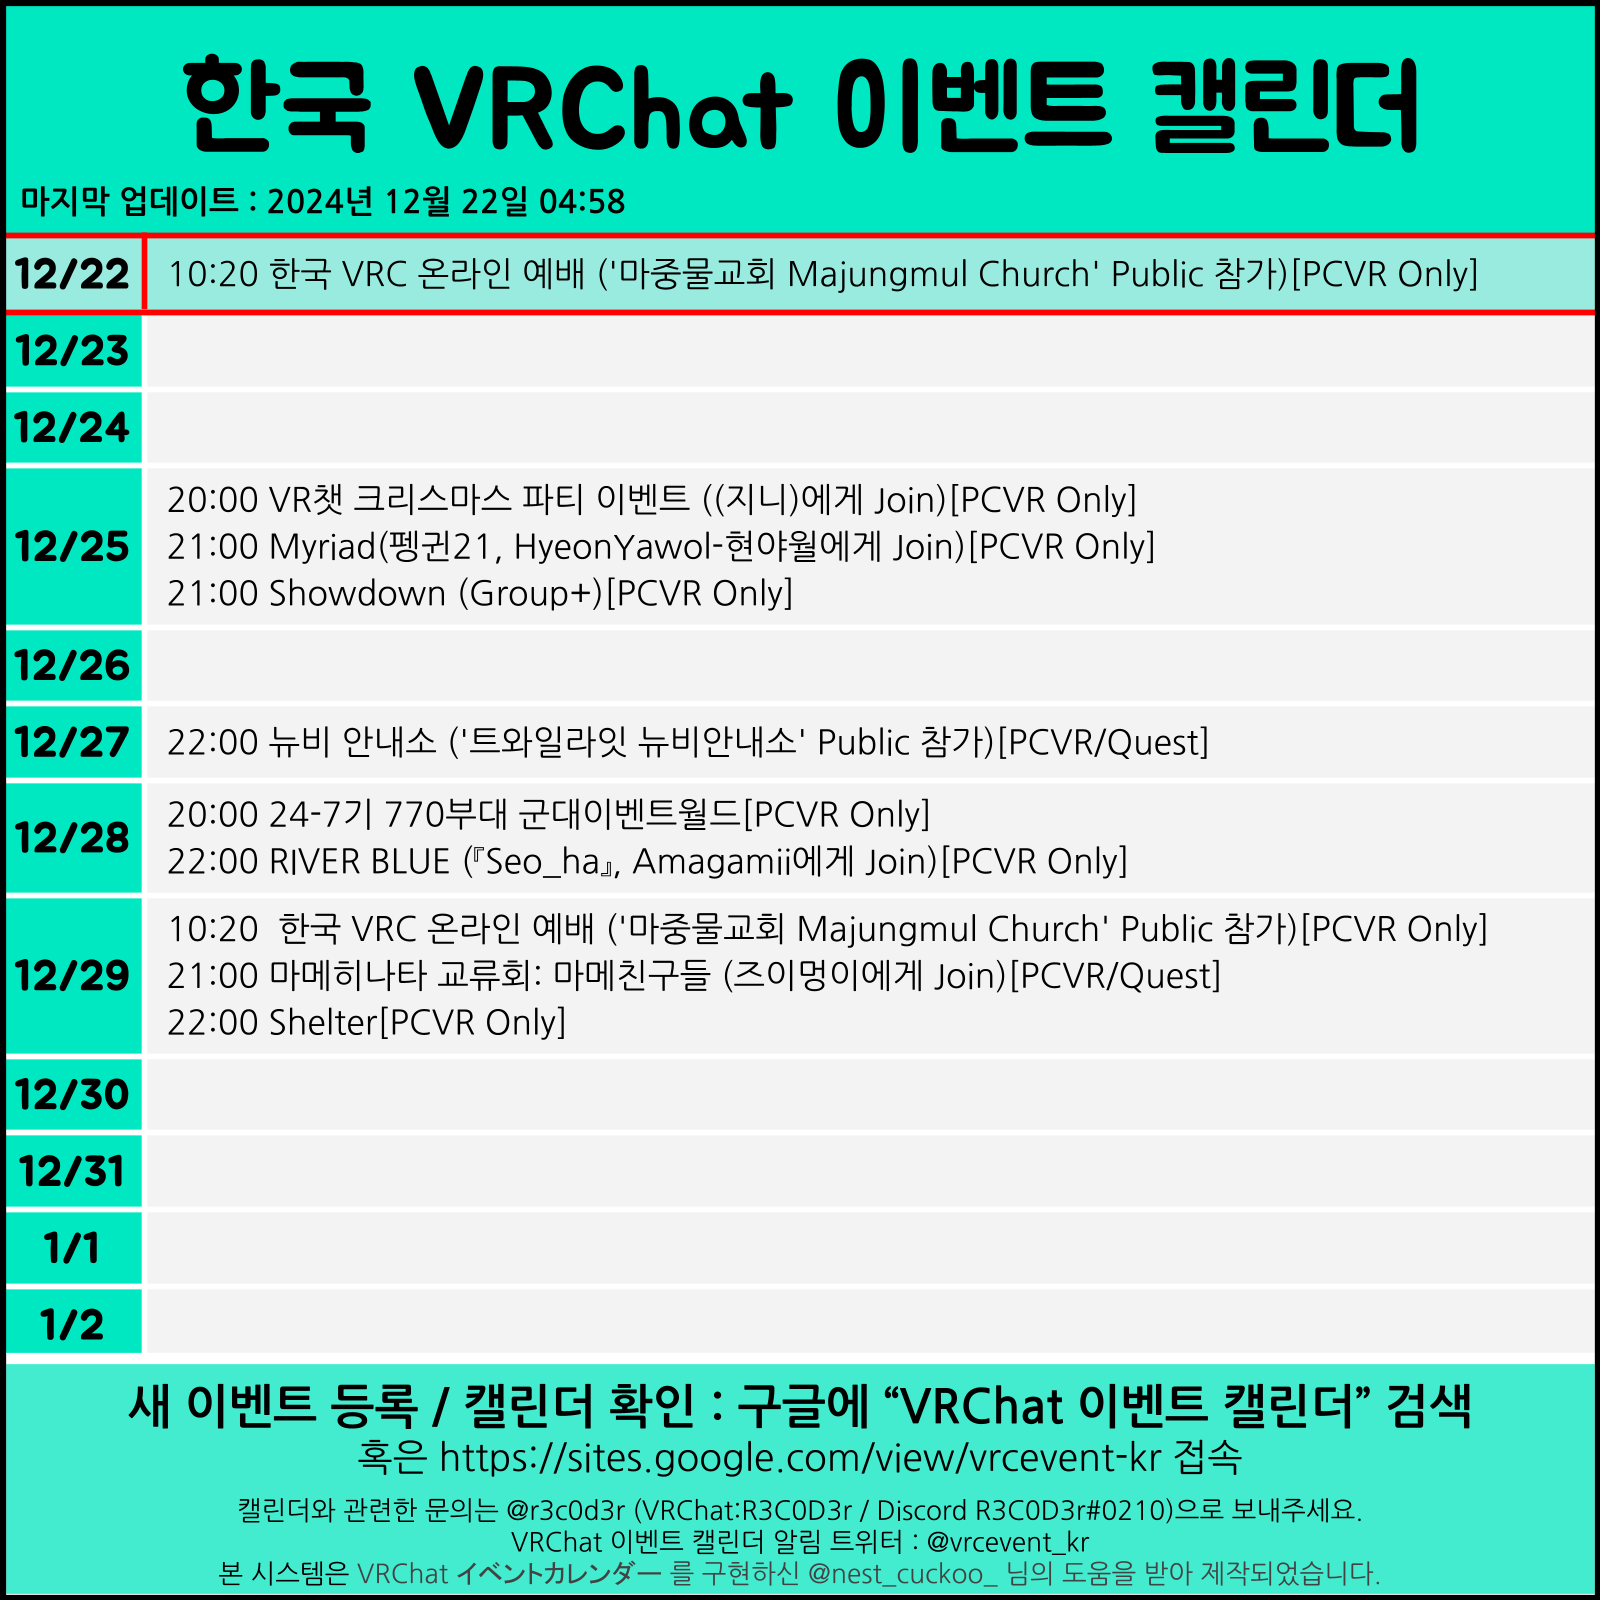 한국 VRChat 이벤트 캘린더
마지막 업데이트 : 2024년 12월 22일 04:58
12/22 10:20 한국 VRC 온라인 예배 ('마중물교회 Majungmul Church' Public 참가)[PCVR Only]
12/23
12/24
12/25
20:00 VR챗 크리스마스 파티 이벤트 ((지니)에게 Join)[PCVR Only]
21:00 Myriad(펭귄21, HyeonYawol-현야월에게 Join)[PCVR Only]
21:00 Showdown (Group+)[PCVR Only]
12/26
12/27 22:00 뉴비 안내소 ('트와일라잇 뉴비안내소' Public 참가)[PCVR/Quest]
12/28
20:00 24-7기 770부대 군대이벤트월드[PCVR Only]
22:00 RIVER BLUE (『Seo_ha』, Amagamii에게 Join)[PCVR Only]
12/29
10:20 한국 VRC 온라인 예배 ('마중물교회 Majungmul Church' Public 참가)[PCVR Only]
21:00 마메히나타 교류회: 마메친구들 (즈이멍이에게 Join)[PCVR/Quest]
22:00 Shelter[PCVR Only]
12/30
12/31
1/1
1/2
새 이벤트 등록 / 캘린더 확인 : 구글에 “VRChat 이벤트 캘린더” 검색
혹은 https://sites.google.com/view/vrcevent-kr 접속
캘린더와 관련한 문의는 @r3c0d3r (VRChat:R3C0D3r / Discord R3C0D3r#0210)으로 보내주세요.
VRChat 이벤트 캘린더 알림 트위터 : @vrcevent_kr
본 시스템은 VRChat イベントカレンダー 를 구현하신 @nest_cuckoo_ 님의 도움을 받아 제작되었습니다.